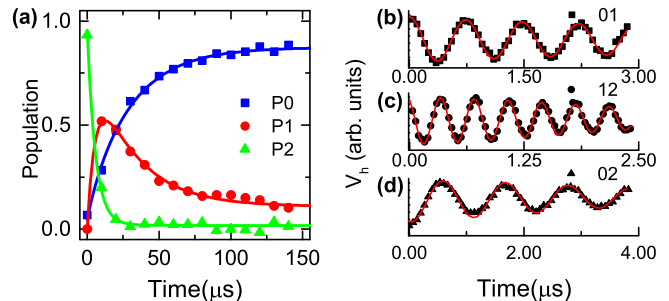 (a)
1.0
0.5
0.0
Population
P0
P1
P2
0 50 100 150
Time(μs)
V_h (arb. units)
(b)
01
0.00 1.50 3.00
(c)
12
0.00 1.25 2.50
(d)
02
0.00 2.00 4.00
Time(μs)